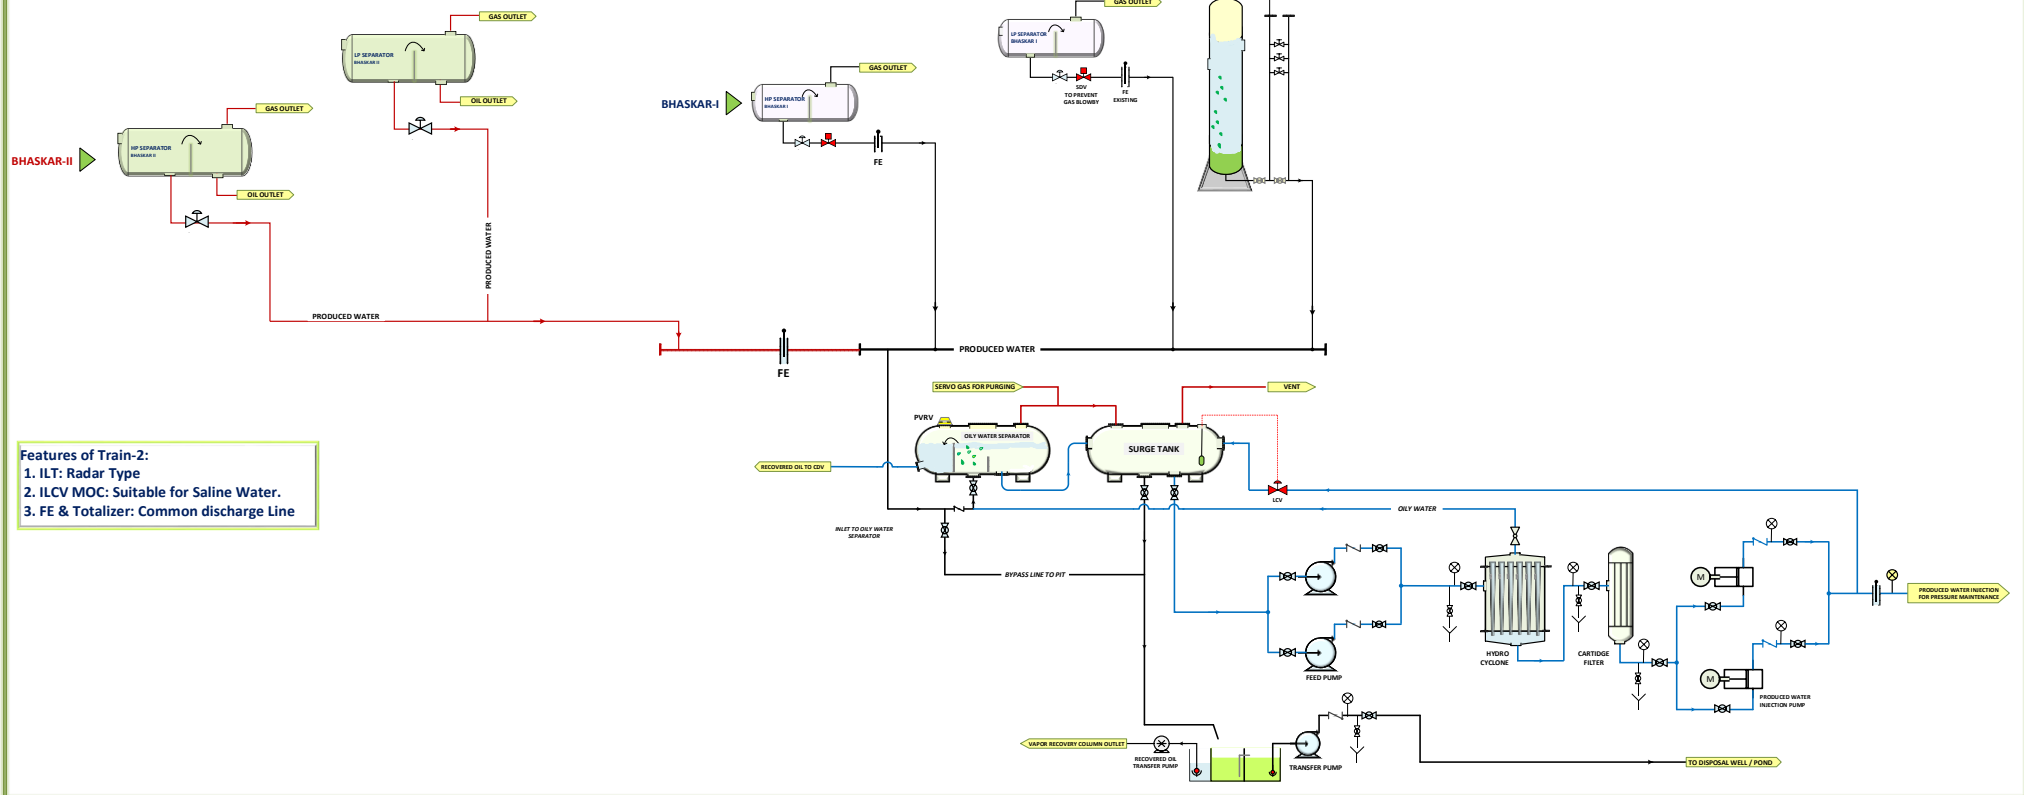 GAS OUTLET
LP SEPARATOR
BHASKAR II
OIL OUTLET
GAS OUTLET
HP SEPARATOR
BHASKAR II
BHASKAR-II
OIL OUTLET
PRODUCED WATER
PRODUCED WATER
GAS OUTLET
LP SEPARATOR
BHASKAR I
SDV
TO PREVENT
GAS BLOWBY
FE
EXISTING
GAS OUTLET
BHASKAR-I
HP SEPARATOR
BHASKAR I
FE
FE
PRODUCED WATER
SERVO GAS FOR PURGING
VENT
PVRV
OILY WATER SEPARATOR
SURGE TANK
RECOVERED OIL TO CDV
LCV
OILY WATER
INLET TO OILY WATER
SEPARATOR
BYPASS LINE TO PIT
Features of Train-2:
1. ILT: Radar Type
2. ILCV MOC: Suitable for Saline Water.
3. FE & Totalizer: Common discharge Line
FEED PUMP
HYDRO
CYCLONE
CARTIDGE
FILTER
M
M
PRODUCED WATER
INJECTION PUMP
PRODUCED WATER INJECTION
FOR PRESSURE MAINTENANCE
VAPOR RECOVERY COLUMN OUTLET
RECOVERED OIL
TRANSFER PUMP
TRANSFER PUMP
TO DISPOSAL WELL / POND